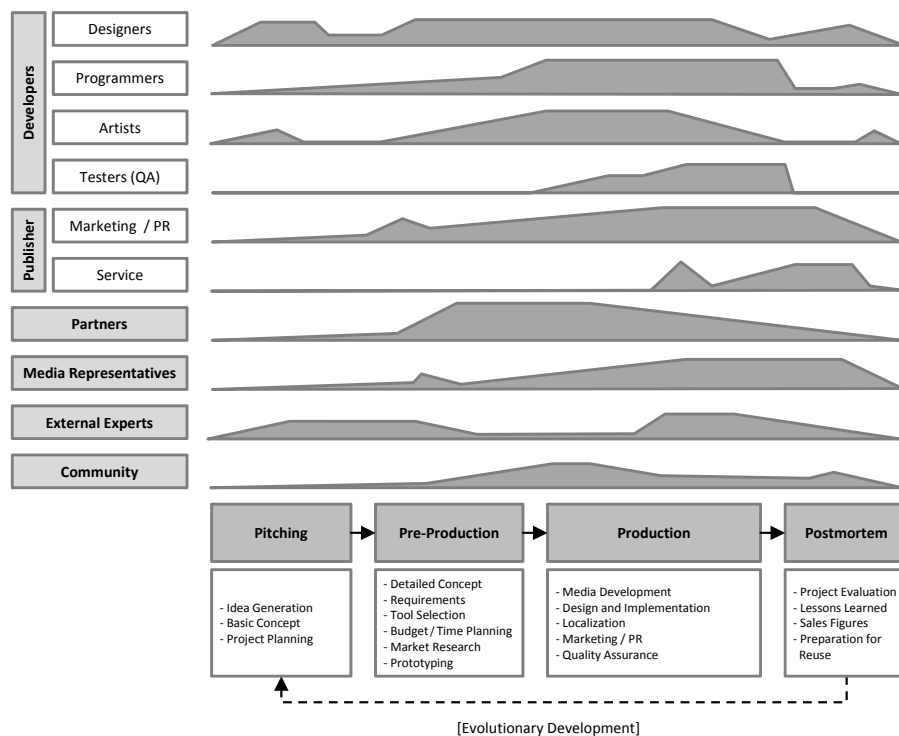 Developers
Designers
Programmers
Artists
Testers (QA)
Publisher
Marketing / PR
Service
Partners
Media Representatives
External Experts
Community
Pitching
Pre-Production
Production
Postmortem
- Idea Generation
- Basic Concept
- Project Planning
- Detailed Concept
- Requirements
- Tool Selection
- Budget / Time Planning
- Market Research
- Prototyping
- Media Development
- Design and Implementation
- Localization
- Marketing / PR
- Quality Assurance
- Project Evaluation
- Lessons Learned
- Sales Figures
- Preparation for
Reuse
[Evolutionary Development]